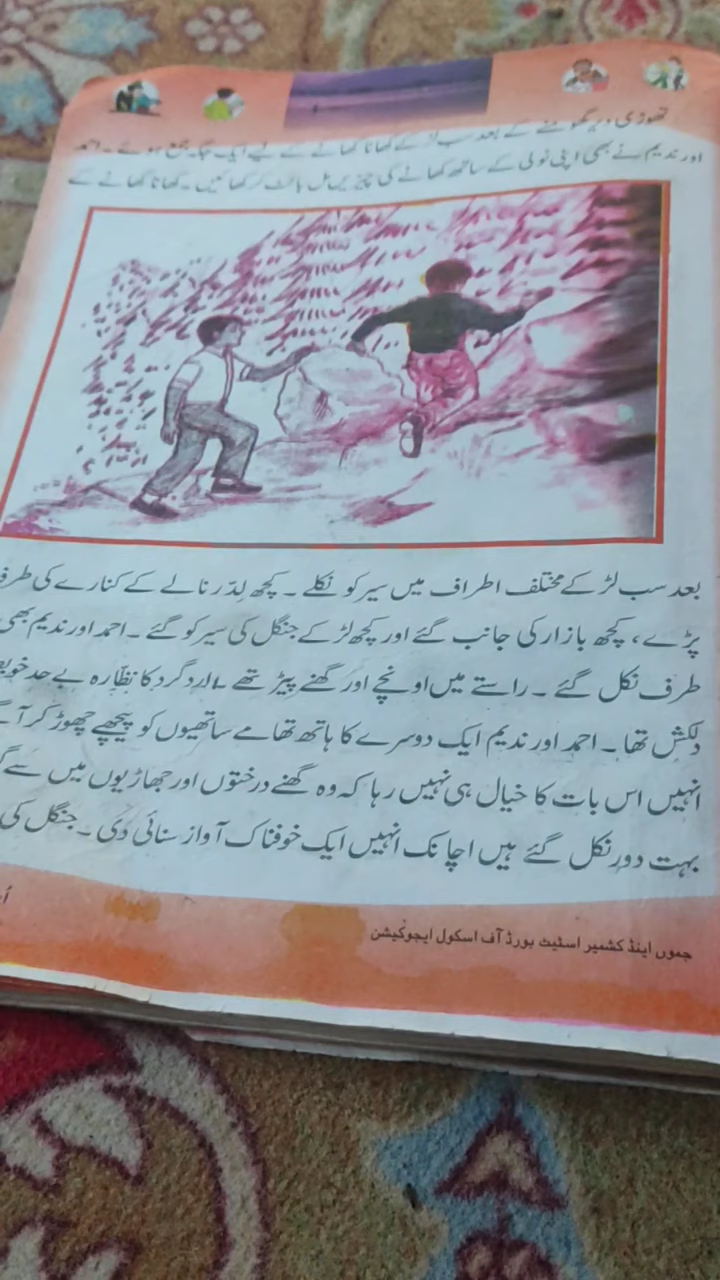 تھوڑی دیر گھومنے کے بعد سب لڑکے کھانا کھانے کے لیے ایک جگہ جمع ہوئے ۔ احمد
اور ندیم نے بھی اپنی ٹولی کے ساتھ کھانے کی چیزیں مل بانٹ کر کھائیں ۔ کھانا کھانے کے
بعد سب لڑکے مختلف اطراف میں سیر کو نکلے ۔ کچھ لِدّر نالے کے کنارے کی طرف
پڑے، کچھ بازار کی جانب گئے اور کچھ لڑکے جنگل کی سیر کو گئے ۔ احمد اور ندیم بھی
طرف نکل گئے ۔ راستے میں اونچے اور گھنے پیڑ تھے ۔ ارد گرد کا نظّارہ بے حد
دلکش تھا ۔ احمد اور ندیم ایک دوسرے کا ہاتھ تھامے ساتھیوں کو پیچھے چھوڑ کر
انہیں اس بات کا خیال ہی نہیں رہا کہ وہ گھنے درختوں اور جھاڑیوں میں سے
بہت دور نکل گئے ہیں اچانک انہیں ایک خوفناک آواز سنائی دی ۔ جنگل کی
جموں اینڈ کشمیر اسٹیٹ بورڈ آف اسکول ایجوکیشن